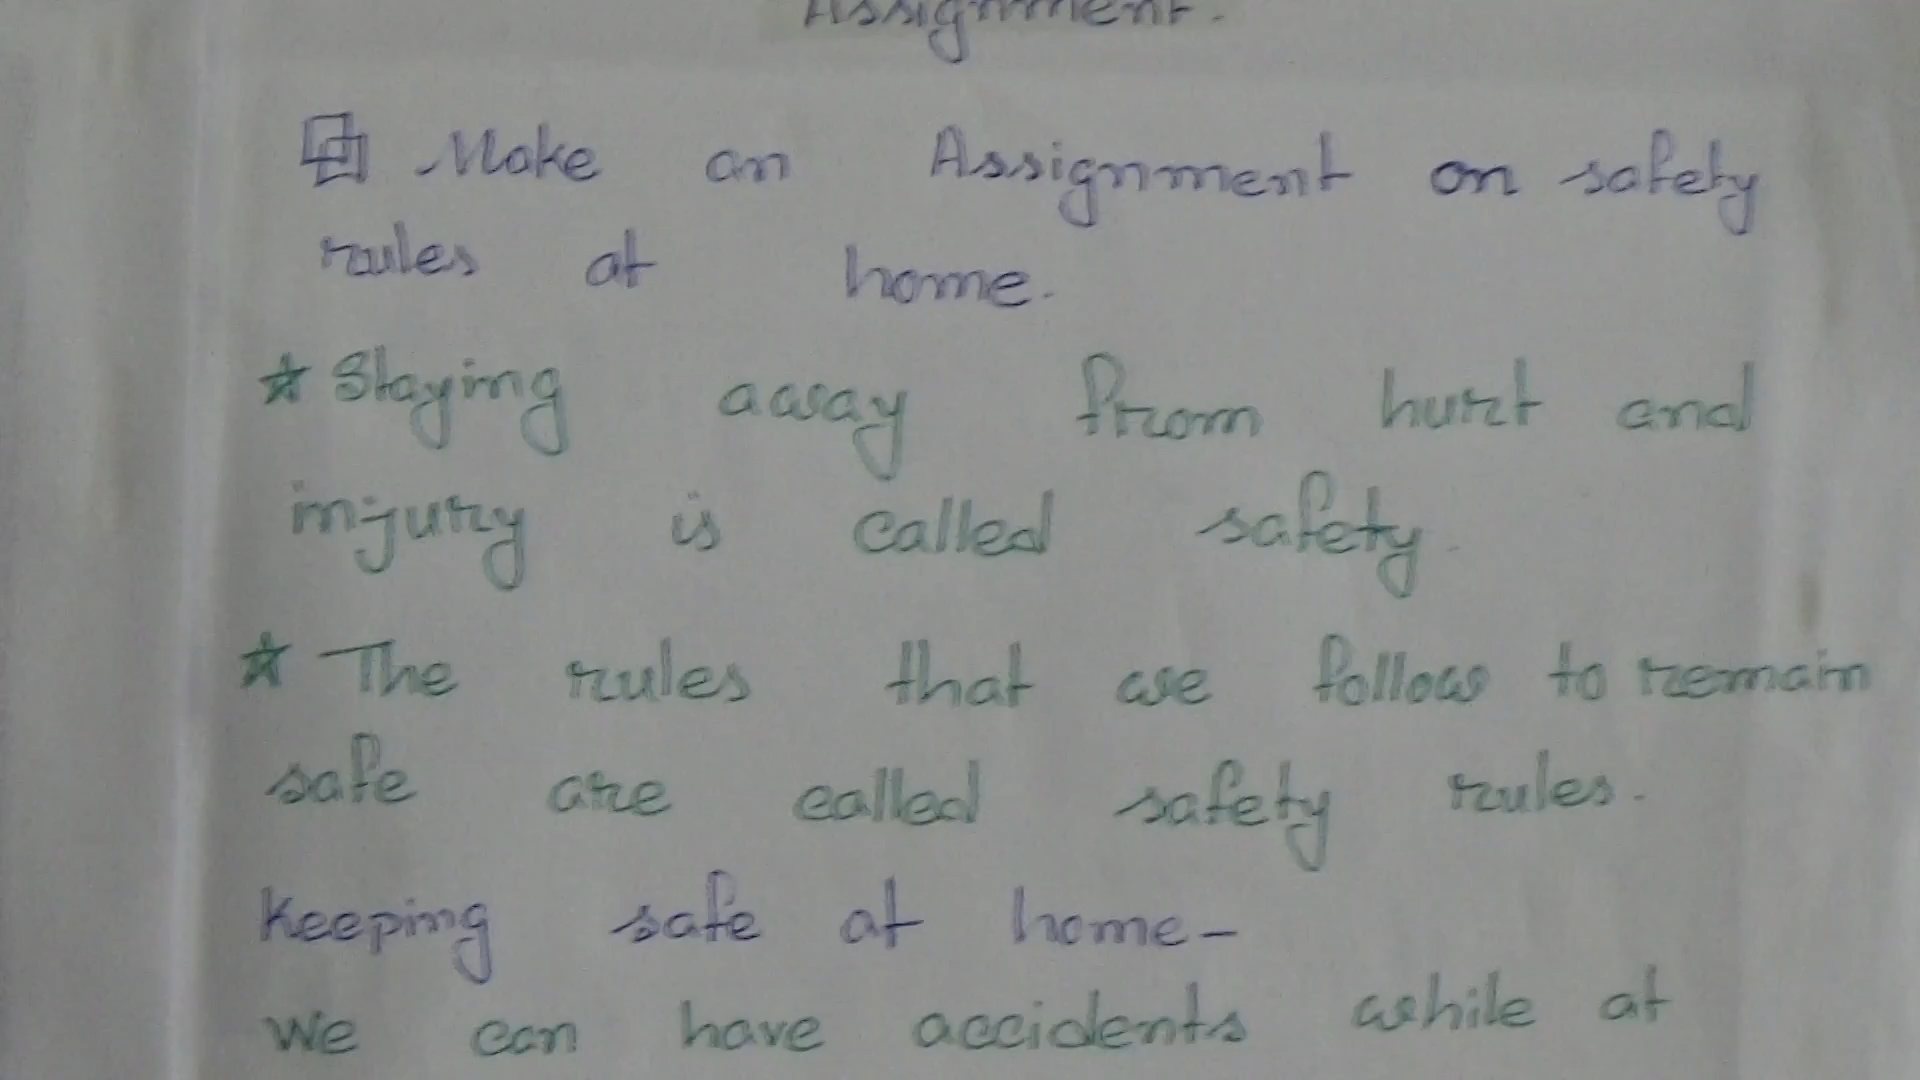 Assignment.
Make an Assignment on safety
rules at home.
☆ Staying away from hurt and
injury is called safety.
☆ The rules that we follow to remain
safe are called safety rules.
Keeping safe at home-
We can have accidents while at